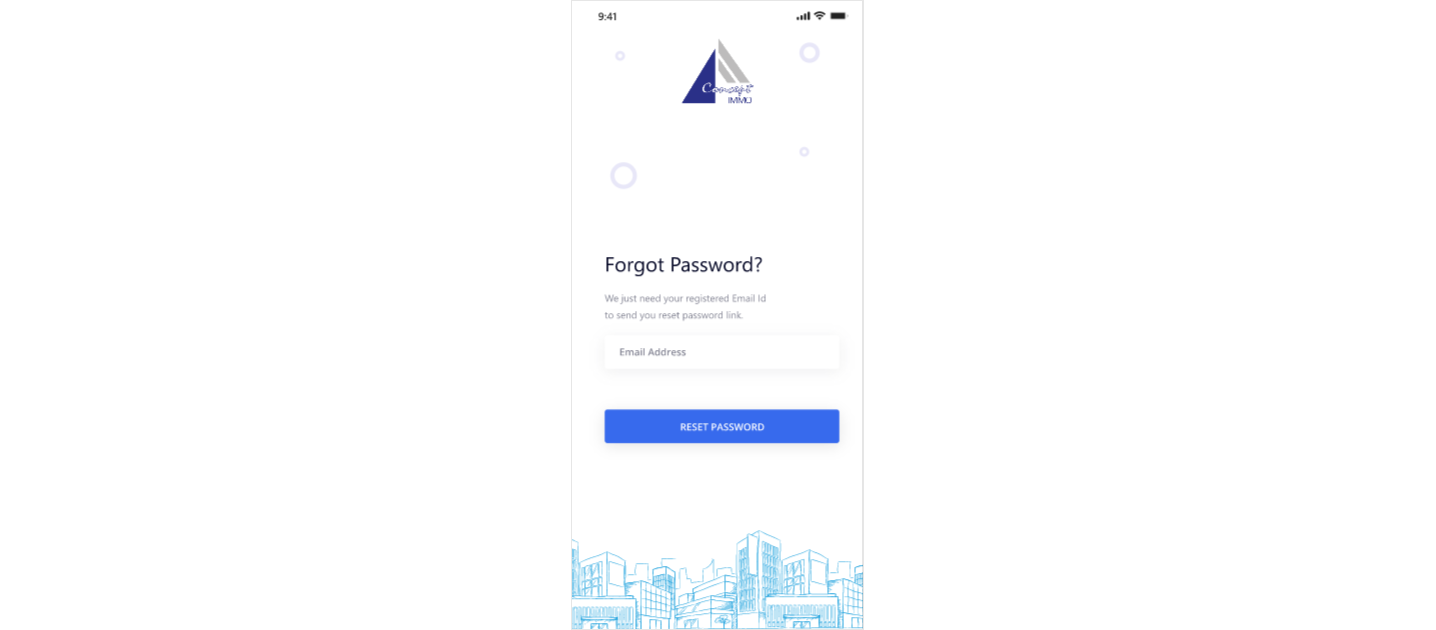 9:41
Concept
IMMO
Forgot Password?
We just need your registered Email Id
to send you reset password link.
Email Address
RESET PASSWORD